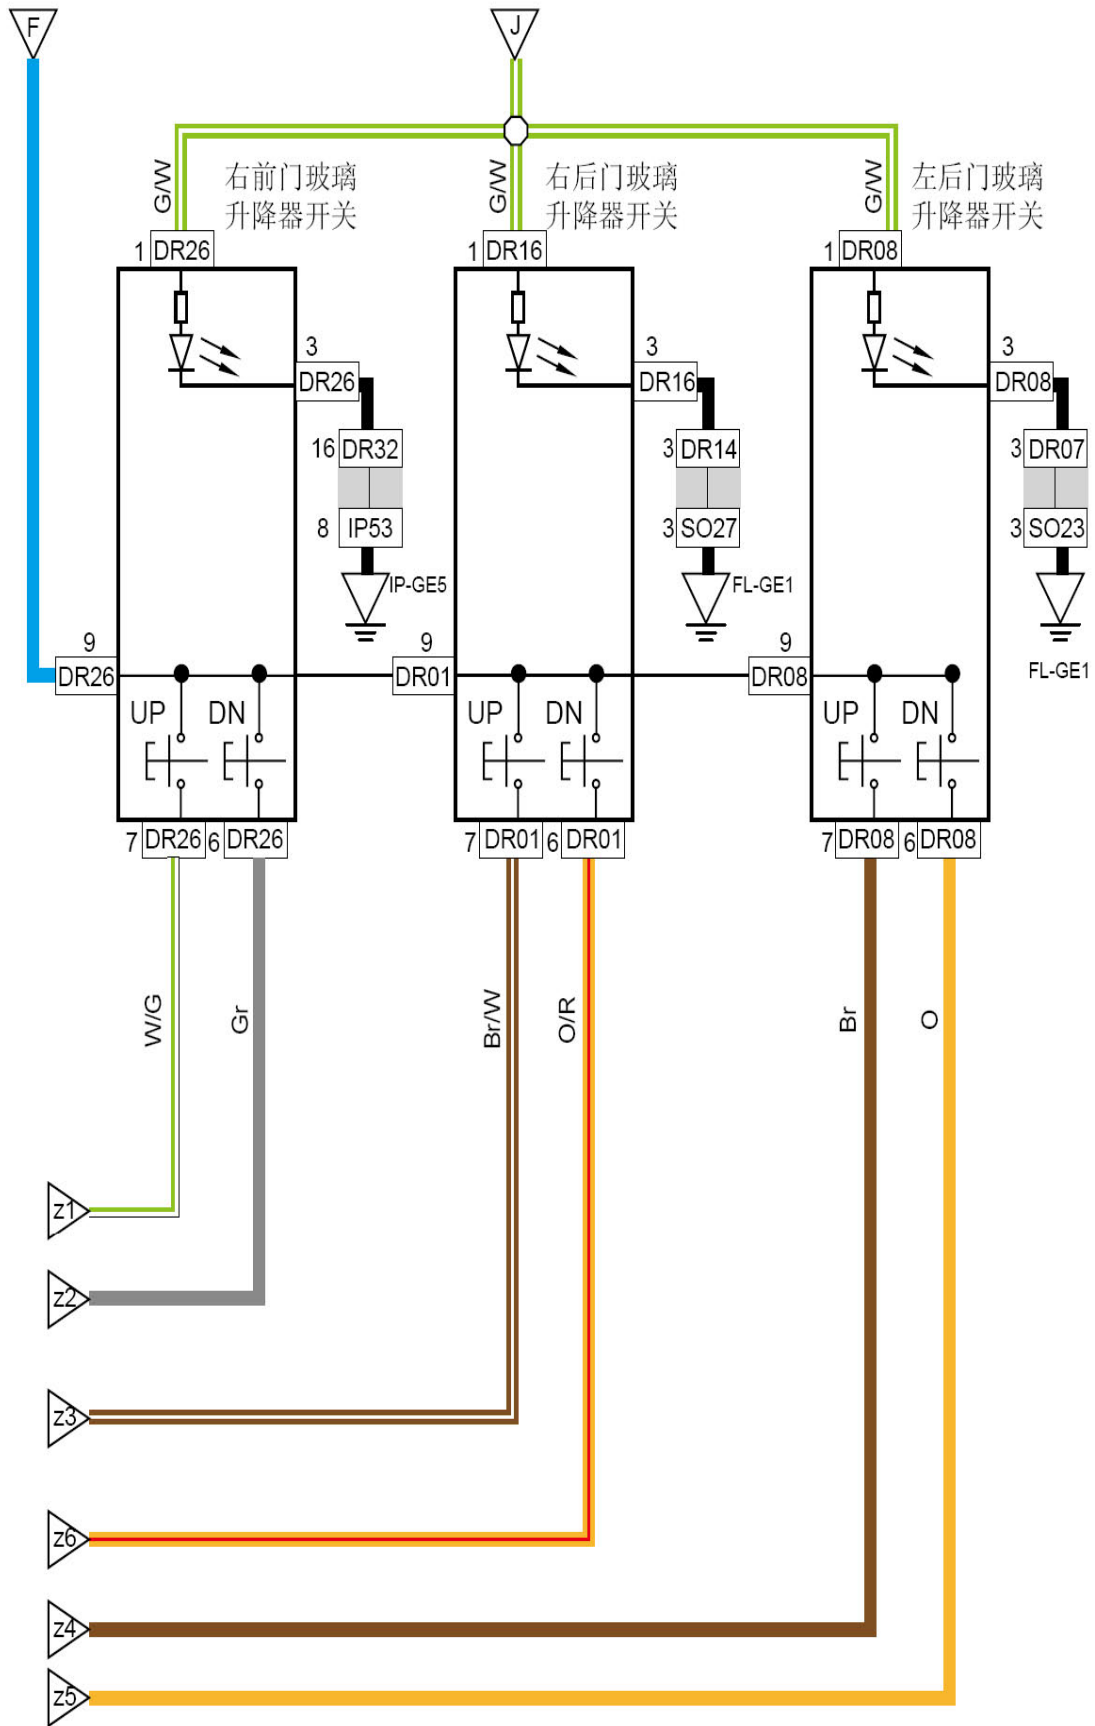 F
J
G/W
G/W
G/W
右前门玻璃
升降器开关
右后门玻璃
升降器开关
左后门玻璃
升降器开关
1 DR26
1 DR16
1 DR08
3
DR26
3
DR16
3
DR08
16 DR32
3 DR14
3 DR07
8 IP53
3 SO27
3 SO23
IP-GE5
FL-GE1
FL-GE1
9
DR26
9
DR01
9
DR08
UP DN
UP DN
UP DN
7 DR26 6 DR26
7 DR01 6 DR01
7 DR08 6 DR08
W/G
Gr
Br/W
O/R
Br
O
z1
z2
z3
z6
z4
z5